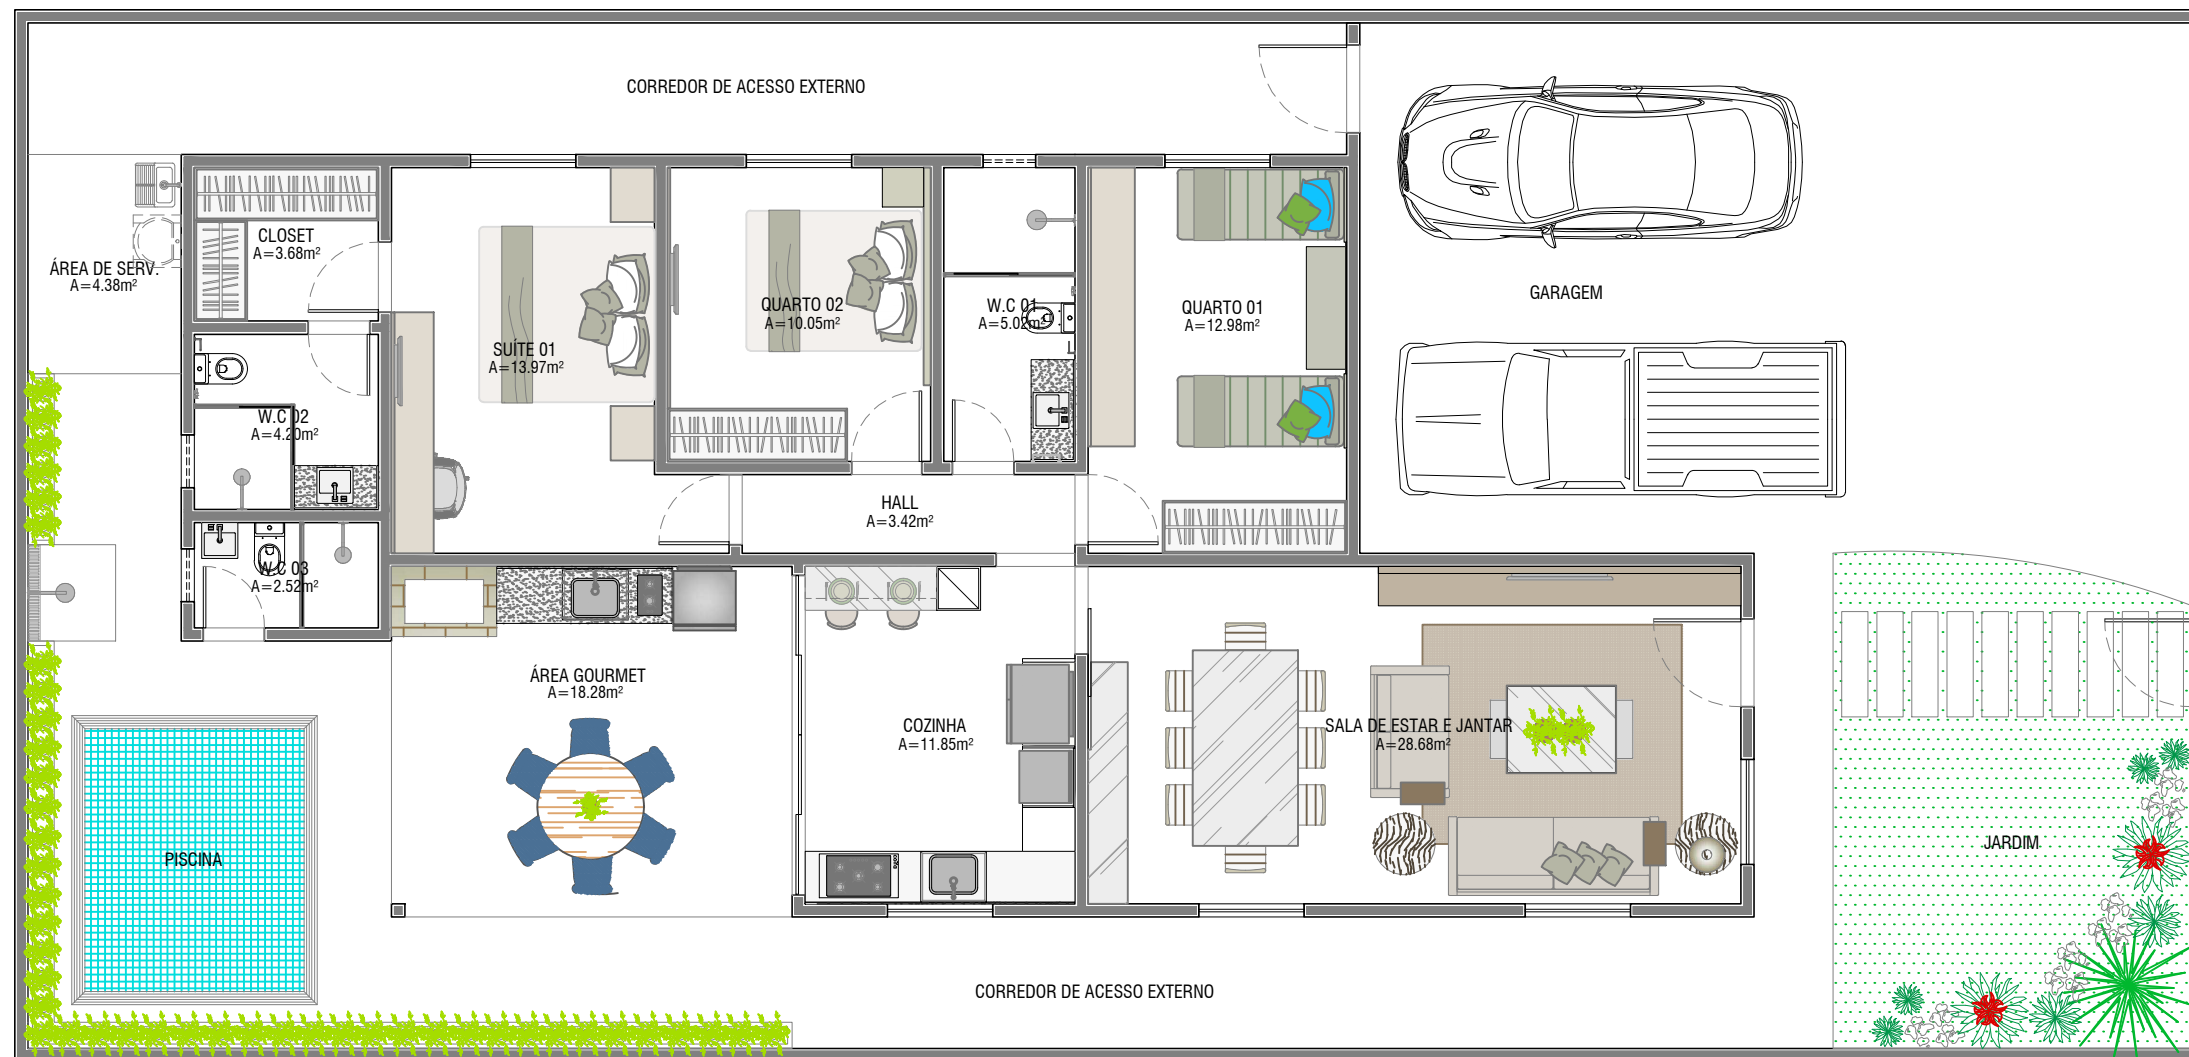 CORREDOR DE ACESSO EXTERNO
CLOSET
A=3.68m²
ÁREA DE SERV.
A=4.38m²
QUARTO 02
A=10.05m²
W.C 01
A=5.02m²
QUARTO 01
A=12.98m²
GARAGEM
SUÍTE 01
A=13.97m²
W.C 02
A=4.20m²
HALL
A=3.42m²
W.C 03
A=2.52m²
ÁREA GOURMET
A=18.28m²
COZINHA
A=11.85m²
SALA DE ESTAR E JANTAR
A=28.68m²
PISCINA
JARDIM
CORREDOR DE ACESSO EXTERNO